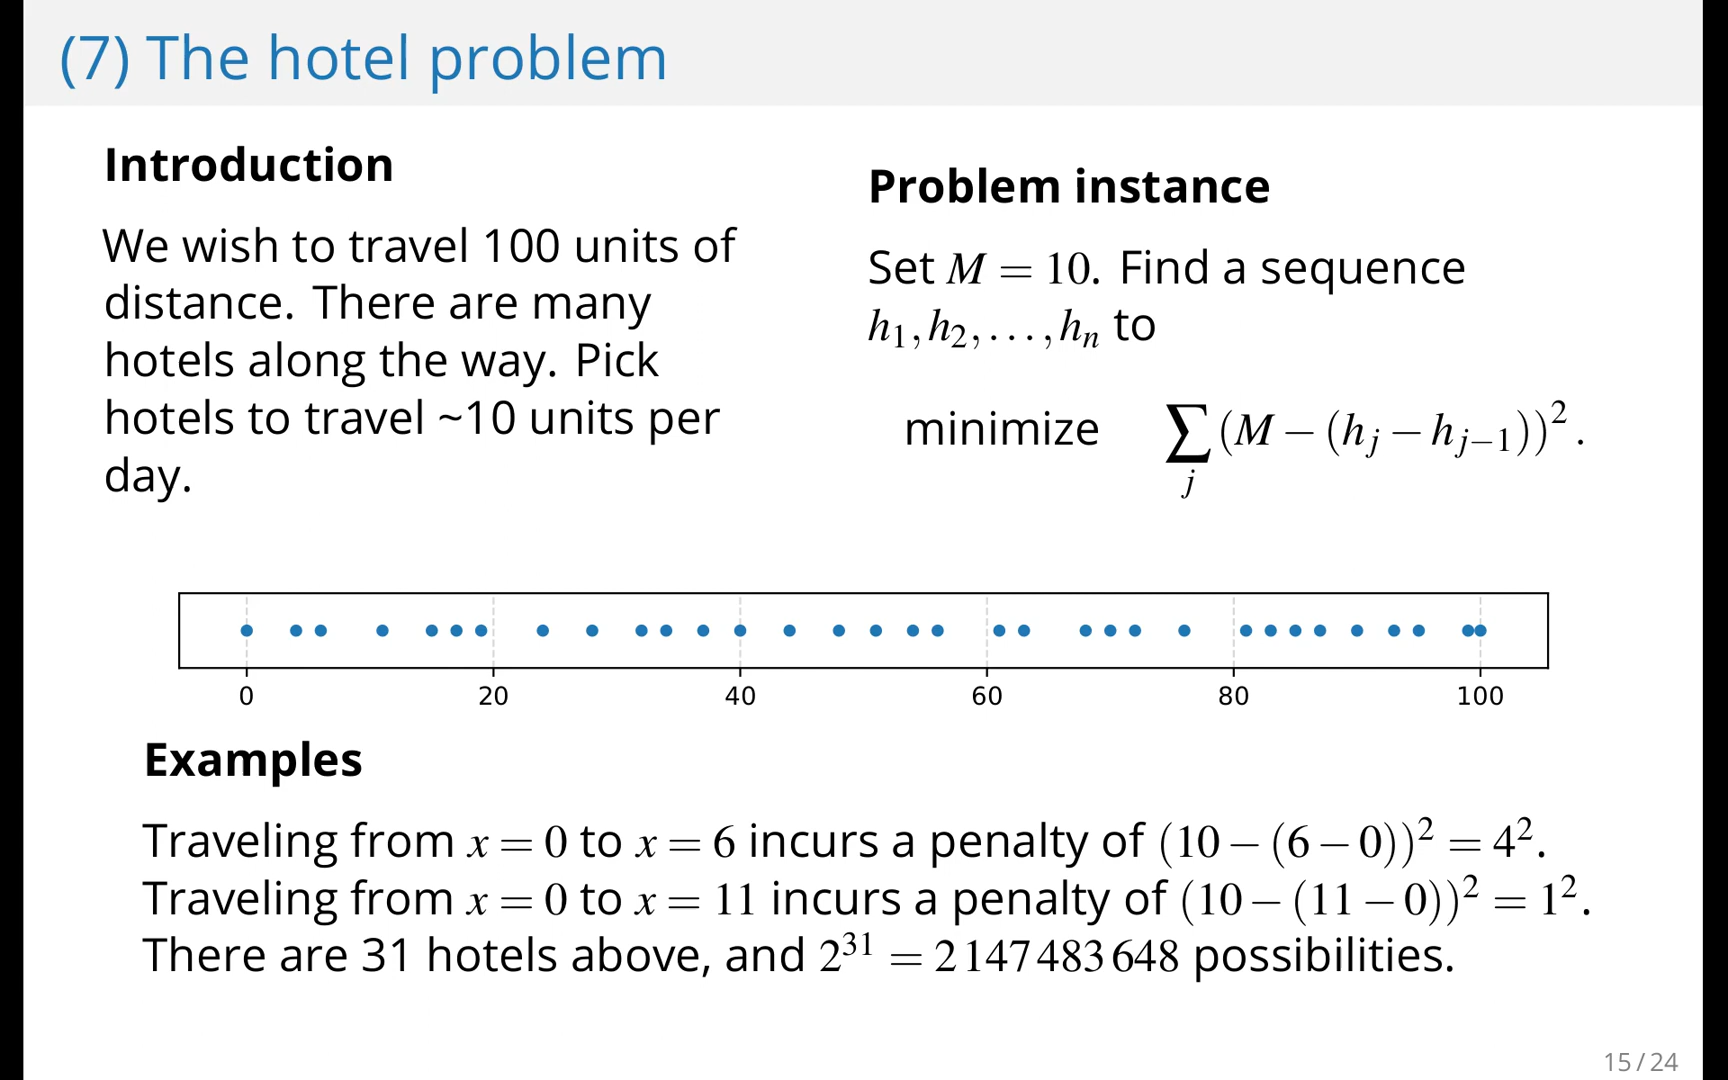 (7) The hotel problem
Introduction
We wish to travel 100 units of
distance. There are many
hotels along the way. Pick
hotels to travel ~10 units per
day.
Problem instance
Set M = 10. Find a sequence
h₁, h₂, . . . , hₙ to
minimize ∑ⱼ (M − (hⱼ − hⱼ₋₁))².
0 20 40 60 80 100
Examples
Traveling from x = 0 to x = 6 incurs a penalty of (10 − (6 − 0))² = 4².
Traveling from x = 0 to x = 11 incurs a penalty of (10 − (11 − 0))² = 1².
There are 31 hotels above, and 2³¹ = 2 147 483 648 possibilities.
15 / 24